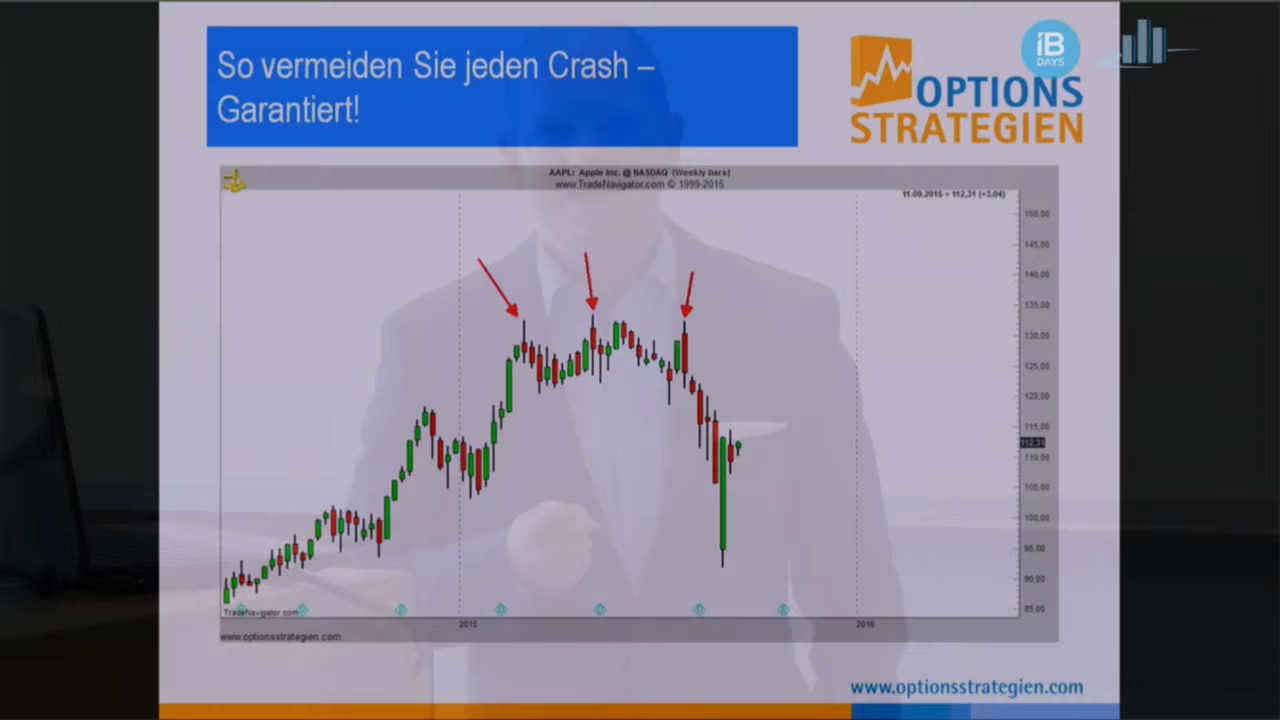 So vermeiden Sie jeden Crash –
Garantiert!
iB
DAYS
OPTIONS
STRATEGIEN
AAPL: Apple Inc. @ NASDAQ (Weekly bars)
www.TradeNavigator.com © 1999-2015
11.09.2015 = 112,31 (+3,04)
150,00
145,00
140,00
135,00
130,00
125,00
120,00
115,00
112,31
110,00
105,00
100,00
95,00
90,00
85,00
TradeNavigator.com
2015
2016
www.optionsstrategien.com
www.optionsstrategien.com